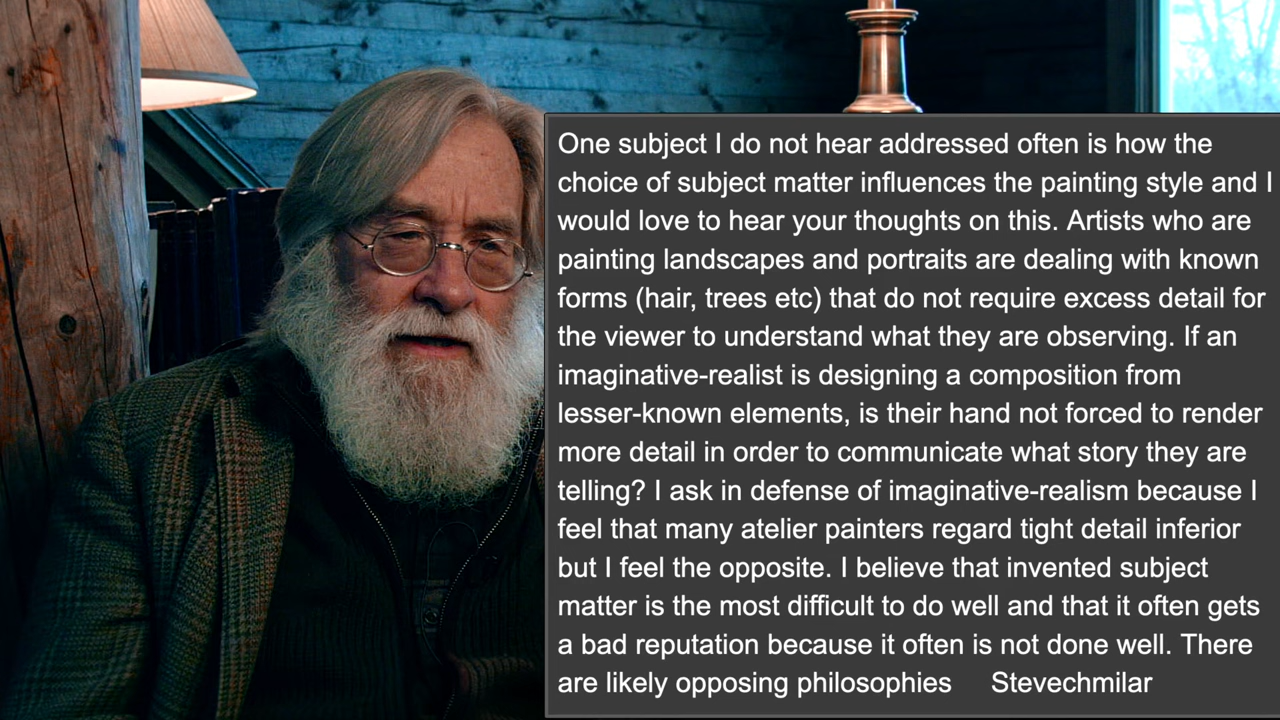 One subject I do not hear addressed often is how the
choice of subject matter influences the painting style and I
would love to hear your thoughts on this. Artists who are
painting landscapes and portraits are dealing with known
forms (hair, trees etc) that do not require excess detail for
the viewer to understand what they are observing. If an
imaginative-realist is designing a composition from
lesser-known elements, is their hand not forced to render
more detail in order to communicate what story they are
telling? I ask in defense of imaginative-realism because I
feel that many atelier painters regard tight detail inferior
but I feel the opposite. I believe that invented subject
matter is the most difficult to do well and that it often gets
a bad reputation because it often is not done well. There
are likely opposing philosophies Stevechmilar